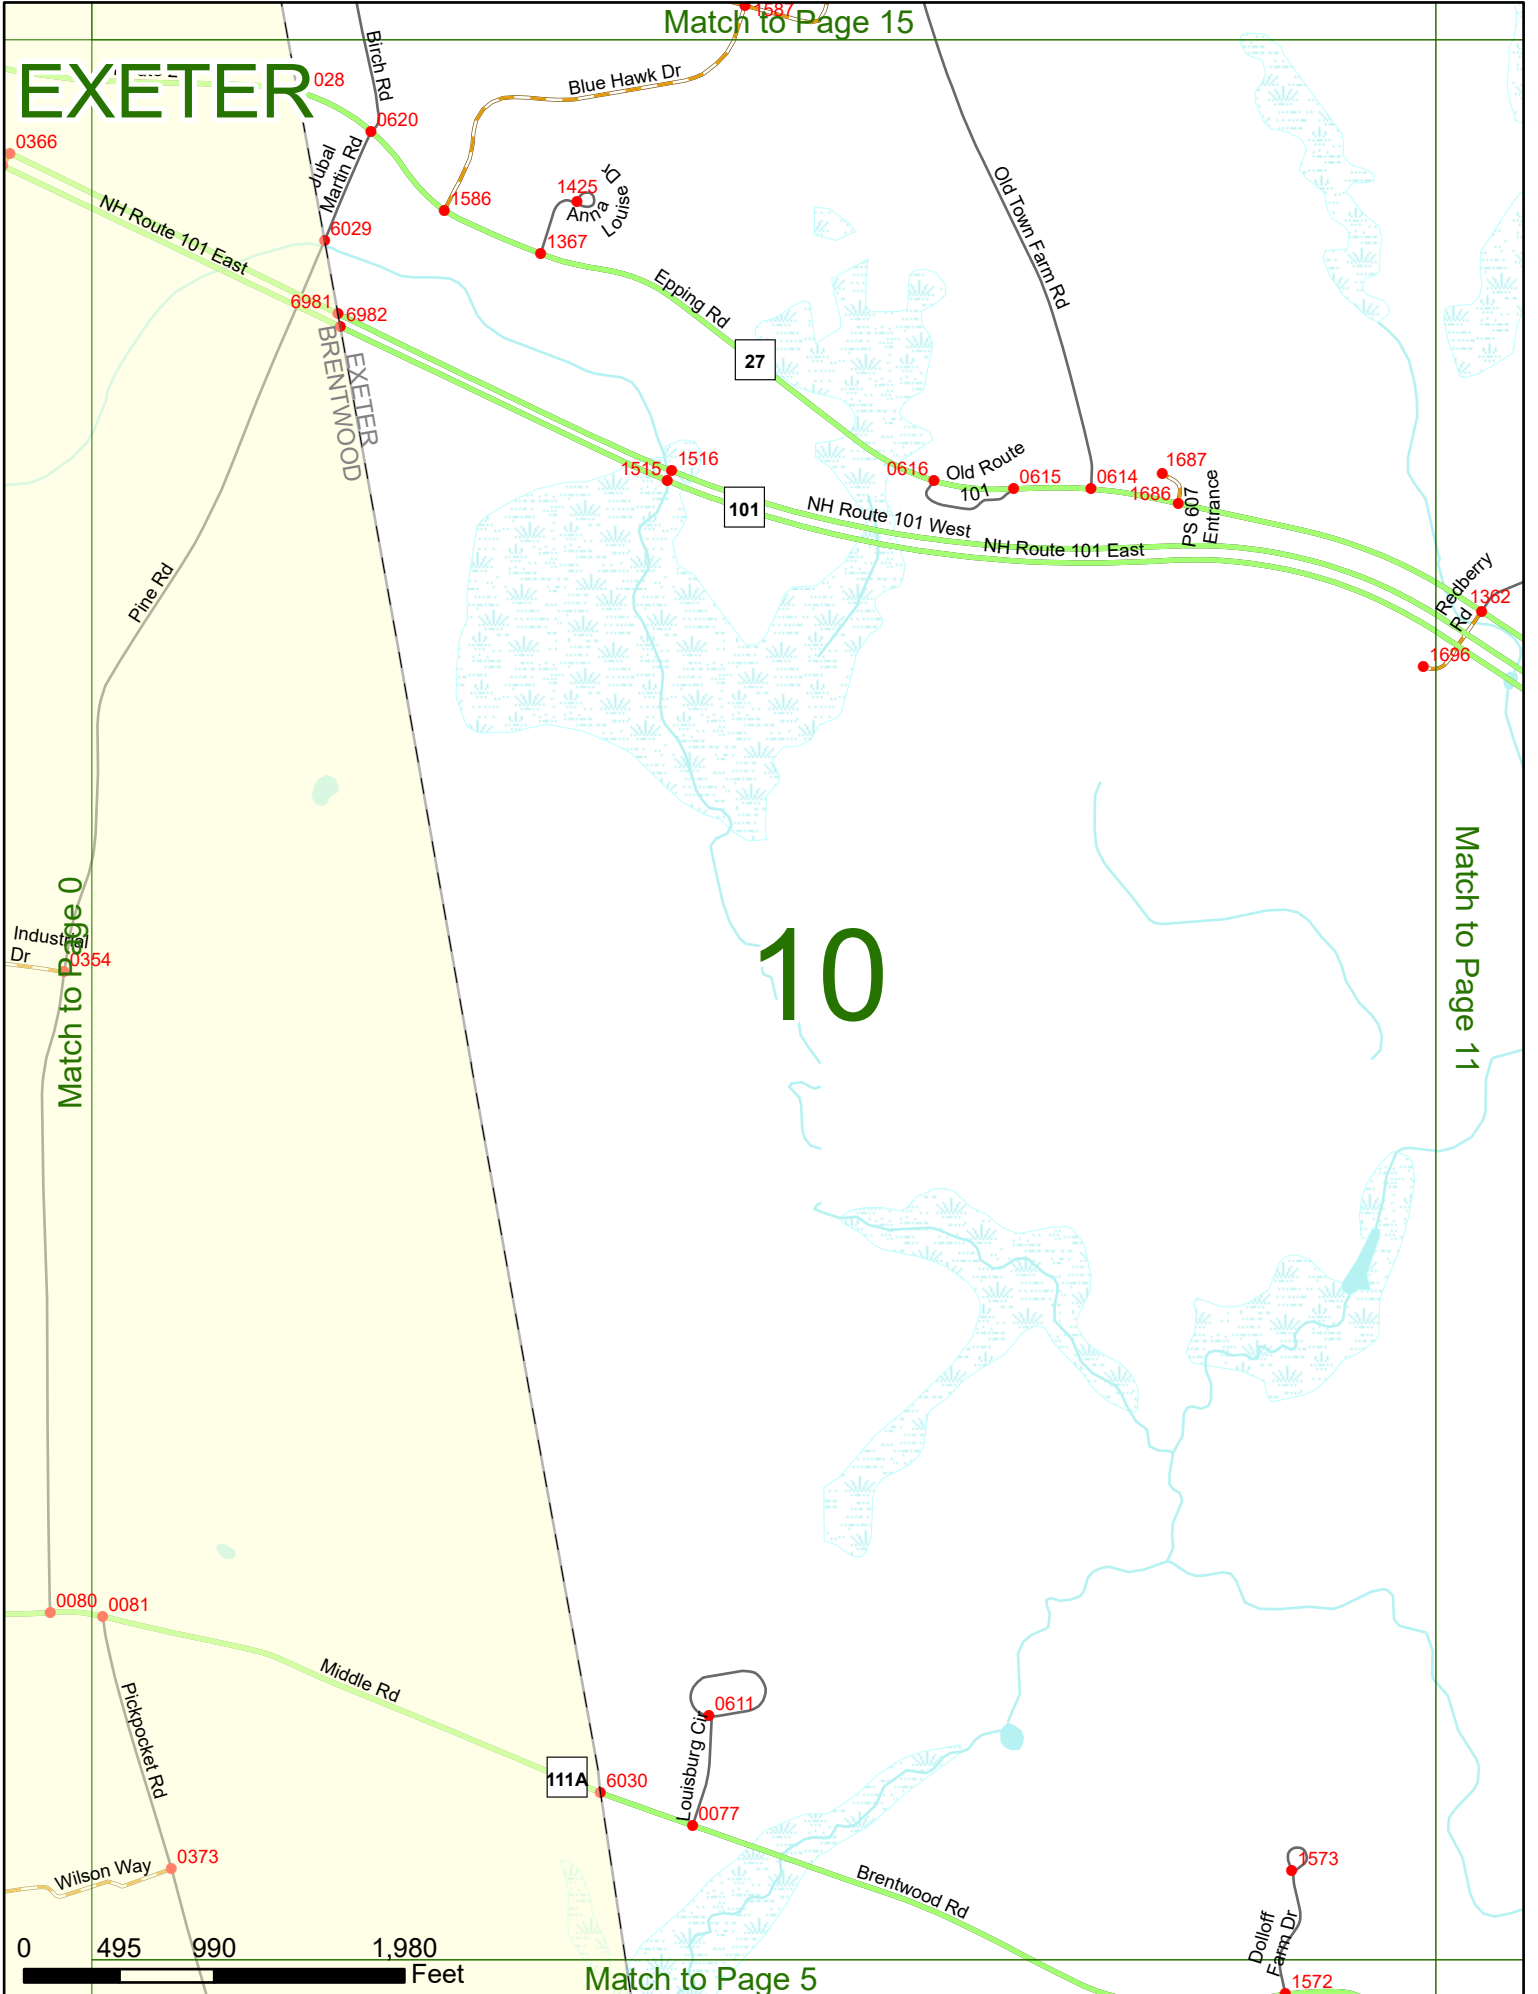 Match to Page 15
1587
EXETER
028
Birch Rd
Blue Hawk Dr
0620
0366
Jubal
Martin Rd
1586
1425
Anna
Louise Dr
1367
Old Town Farm Rd
NH Route 101 East
6029
Epping Rd
6981
6982
EXETER
BRENTWOOD
27
1516
1515
101
0616
Old Route
101
0615
0614
1687
1686
PS 607
Entrance
NH Route 101 West
NH Route 101 East
Redberry
Rd
1362
1696
Pine Rd
Match to Page 0
Industrial
Dr
0354
10
Match to Page 11
0080
0081
Middle Rd
Pickpocket Rd
0611
Louisburg Cir
111A
6030
0077
0373
Wilson Way
Brentwood Rd
1573
Dolloff
Farm Dr
1572
0 495 990 1,980
Feet
Match to Page 5